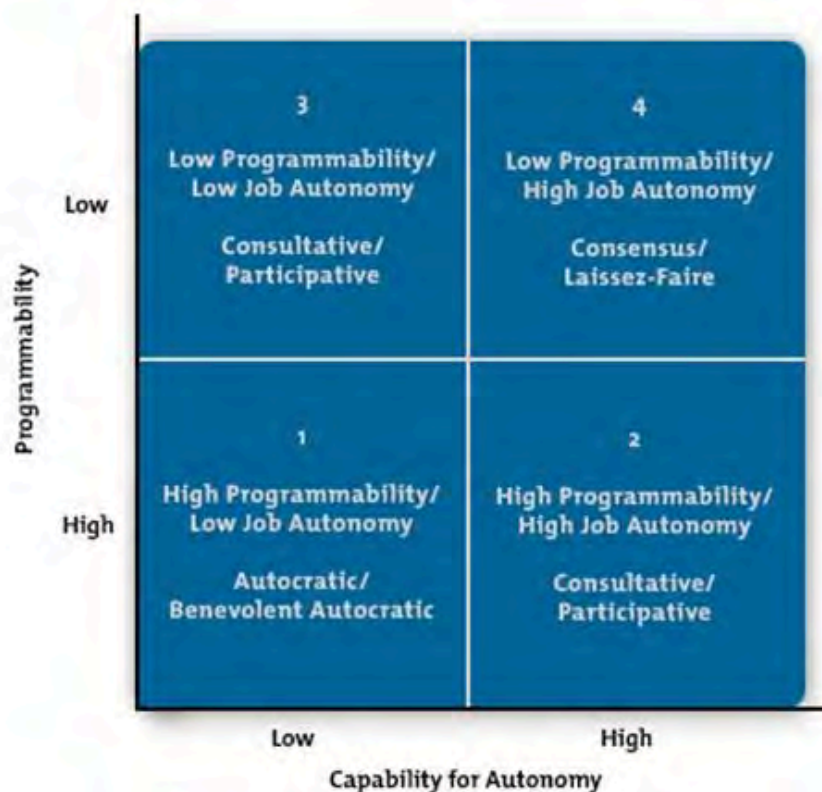 3
Low Programmability/
Low Job Autonomy
Consultative/
Participative
4
Low Programmability/
High Job Autonomy
Consensus/
Laissez-Faire
Low
Programmability
1
High Programmability/
Low Job Autonomy
Autocratic/
Benevolent Autocratic
2
High Programmability/
High Job Autonomy
Consultative/
Participative
High
Low
High
Capability for Autonomy